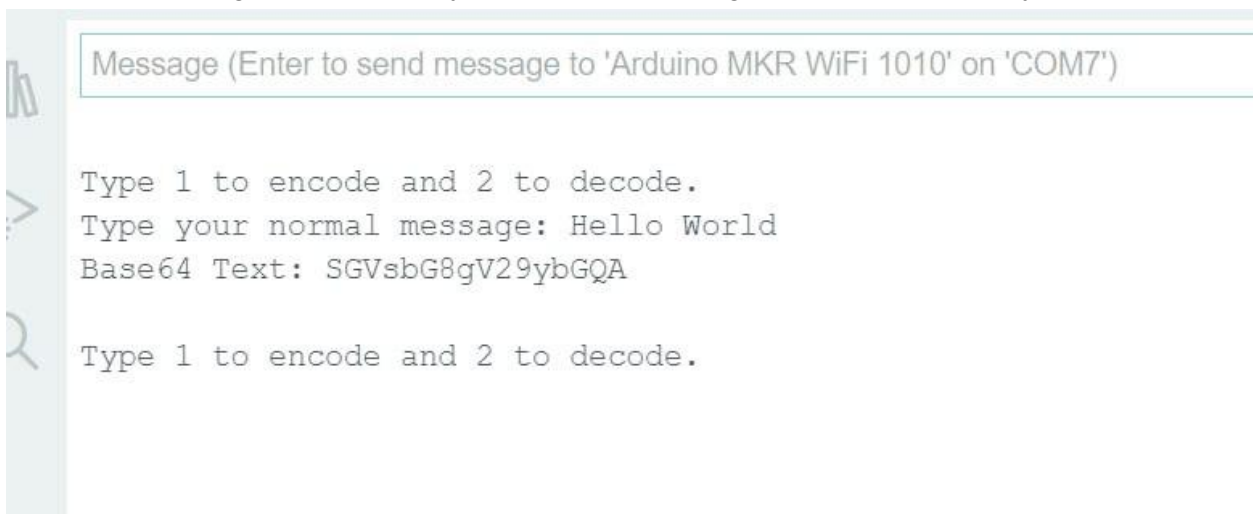 Message (Enter to send message to 'Arduino MKR WiFi 1010' on 'COM7')
Type 1 to encode and 2 to decode.
Type your normal message: Hello World
Base64 Text: SGVsbG8gV29ybGQA
Type 1 to encode and 2 to decode.